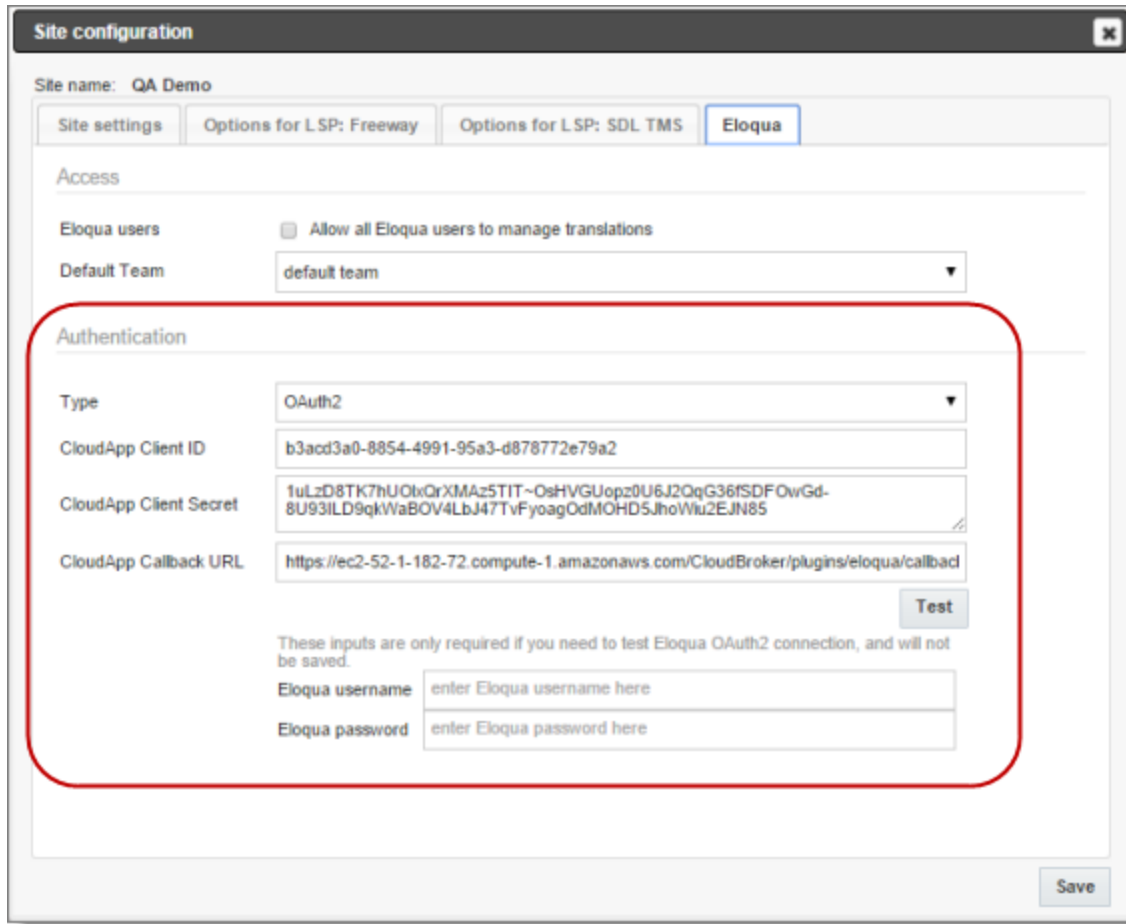 Site configuration
Site name: QA Demo
Site settings
Options for LSP: Freeway
Options for LSP: SDL TMS
Eloqua
Access
Eloqua users
Allow all Eloqua users to manage translations
Default Team
default team
Authentication
Type
OAuth2
CloudApp Client ID
b3acd3a0-8854-4991-95a3-d878772e79a2
CloudApp Client Secret
CloudApp Callback URL
https://ec2-52-1-182-72.compute-1.amazonaws.com/CloudBroker/plugins/eloqua/callbacl
Test
These inputs are only required if you need to test Eloqua OAuth2 connection, and will not
be saved.
Eloqua username
enter Eloqua username here
Eloqua password
enter Eloqua password here
Save